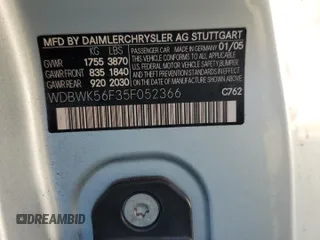 MFD BY DAIMLERCHRYSLER AG STUTTGART
KG LBS PASSENGER CAR 01/05
GVWR 1755 3870
GAWR FRONT 835 1840
GAWR REAR 920 2030
MADE IN GERMANY
THIS VEHICLE CONFORMS TO ALL APPLICABLE
FEDERAL MOTOR VEHICLE SAFETY, BUMPER
AND THEFT PREVENTION STANDARDS IN EFFECT
ON THE DATE OF MANUFACTURE SHOWN ABOVE
WDBWK56F35F052366
C762
DREAMBID